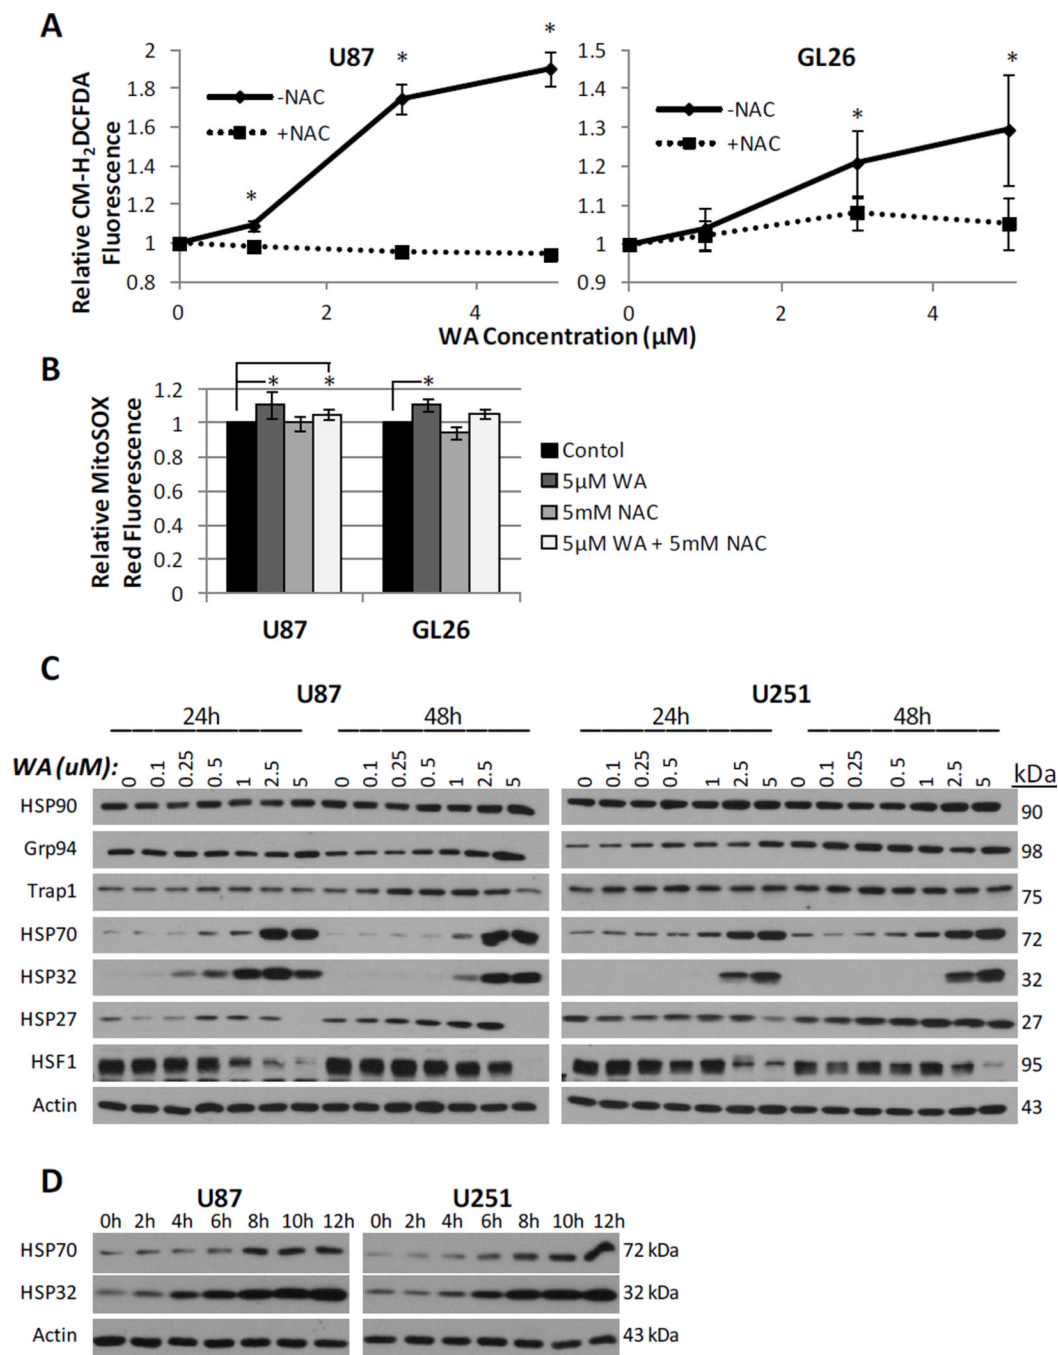 A
U87
GL26
Relative CM-H₂DCFDA
Fluorescence
2
1.8
1.6
1.4
1.2
1
0.8
-NAC
+NAC
*
*
*
0
2
4
1.5
1.4
1.3
1.2
1.1
1
0.9
-NAC
+NAC
*
*
0
2
4
WA Concentration (µM)
B
Relative MitoSOX
Red Fluorescence
1.2
1
0.8
0.6
0.4
0.2
0
*
*
*
U87
GL26
Contol
5µM WA
5mM NAC
5µM WA + 5mM NAC
C
U87
U251
24h
48h
24h
48h
WA (uM):
0 0.1 0.25 0.5 1 2.5 5 0 0.1 0.25 0.5 1 2.5 5
0 0.1 0.25 0.5 1 2.5 5 0 0.1 0.25 0.5 1 2.5 5
kDa
HSP90 90
Grp94 98
Trap1 75
HSP70 72
HSP32 32
HSP27 27
HSF1 95
Actin 43
D
U87
U251
0h 2h 4h 6h 8h 10h 12h
0h 2h 4h 6h 8h 10h 12h
HSP70 72 kDa
HSP32 32 kDa
Actin 43 kDa